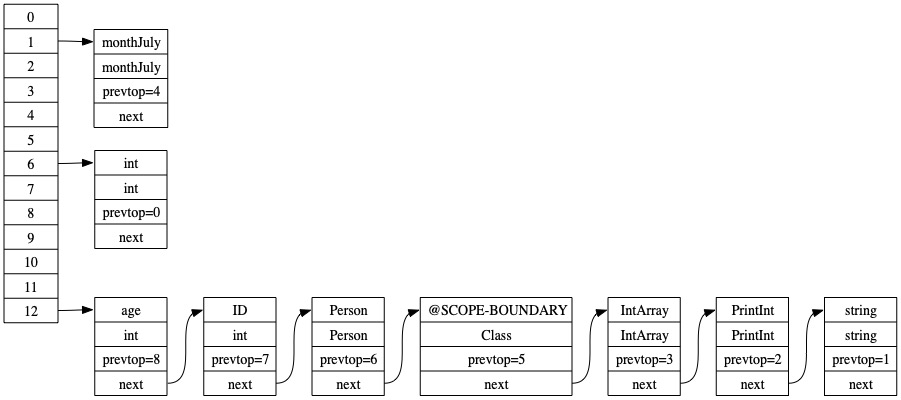 0
1
2
3
4
5
6
7
8
9
10
11
12
monthJuly
monthJuly
prevtop=4
next
int
int
prevtop=0
next
age
int
prevtop=8
next
ID
int
prevtop=7
next
Person
Person
prevtop=6
next
@SCOPE-BOUNDARY
Class
prevtop=5
next
IntArray
IntArray
prevtop=3
next
PrintInt
PrintInt
prevtop=2
next
string
string
prevtop=1
next